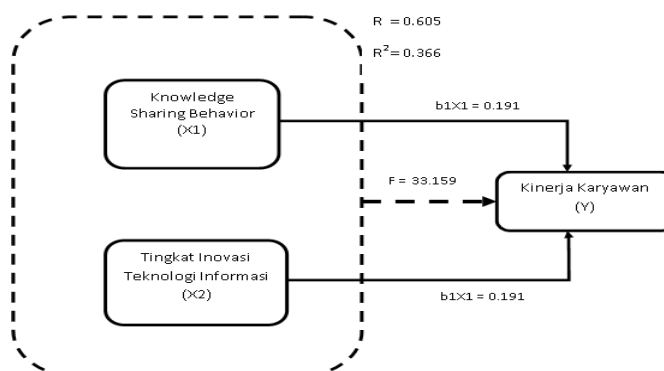 R = 0.605
R²= 0.366
Knowledge
Sharing Behavior
(X1)
b1X1 = 0.191
F = 33.159
Kinerja Karyawan
(Y)
Tingkat Inovasi
Teknologi Informasi
(X2)
b1X1 = 0.191